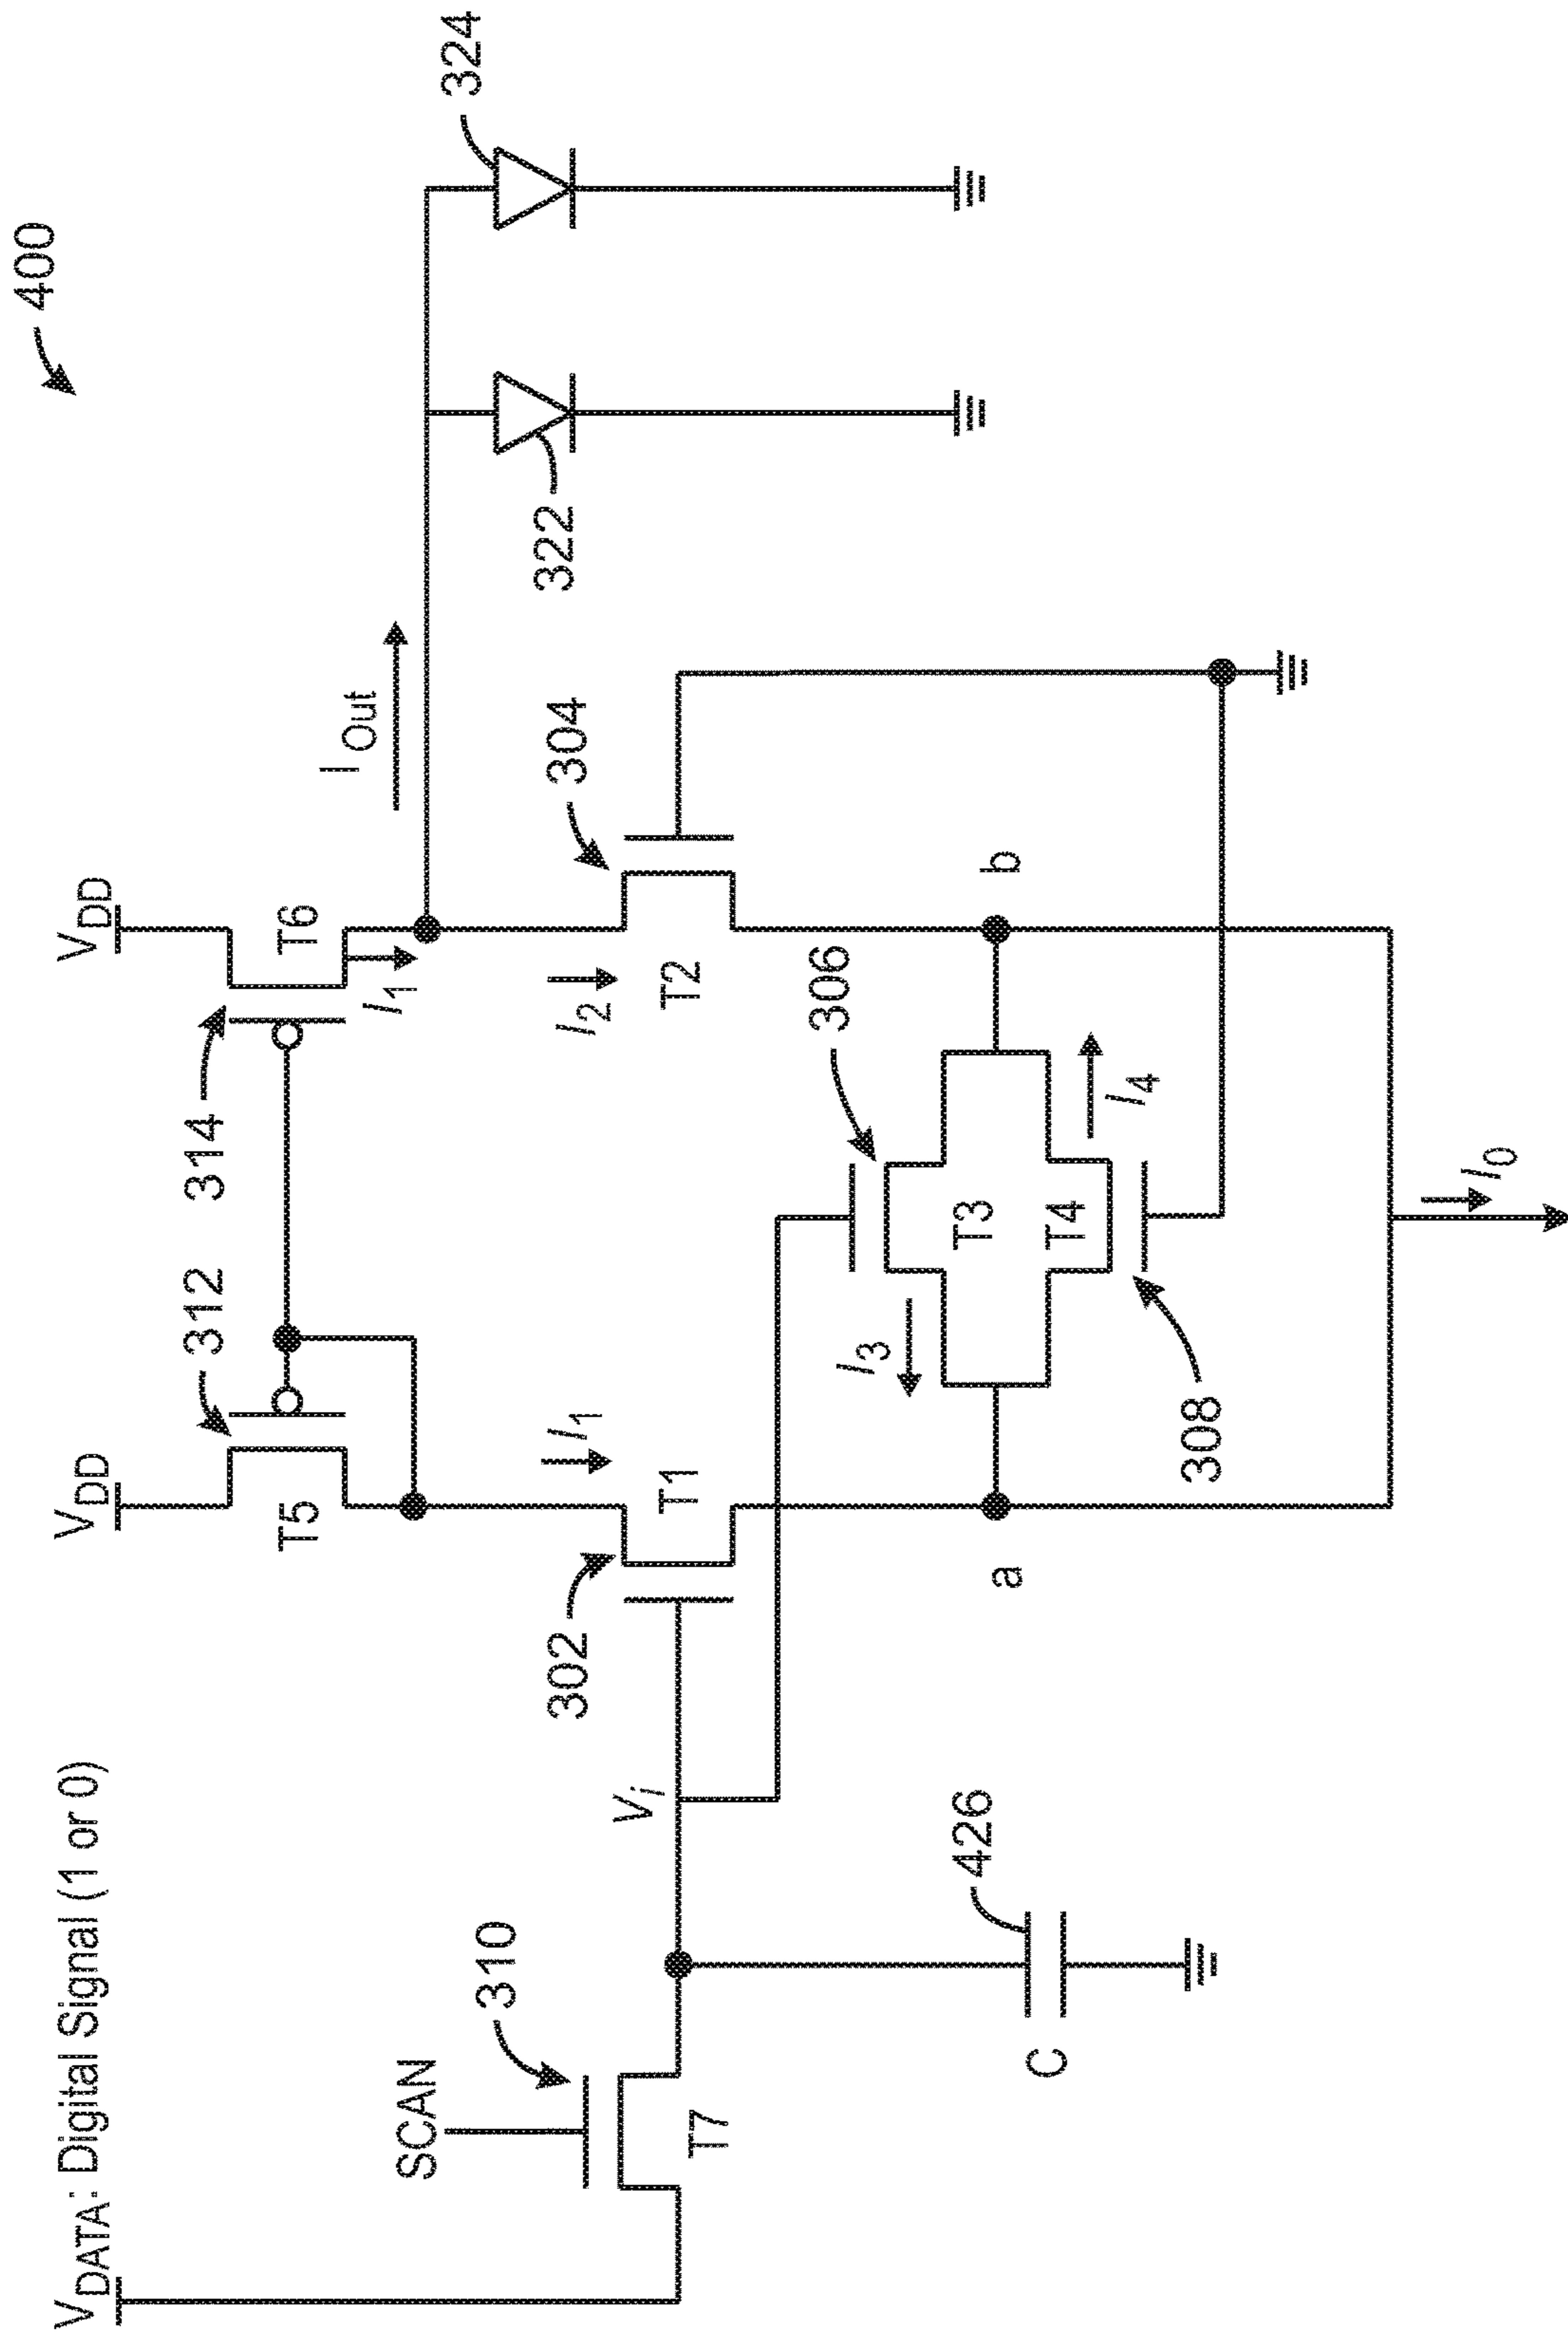 400
V_DATA: Digital Signal (1 or 0)
V_DD
V_DD
312
314
T5
T6
I_1
I_Out
324
SCAN
310
T7
V_i
302
I_1
T1
I_2
304
T2
322
306
I_3
T3
T4
I_4
a
b
426
C
308
I_0